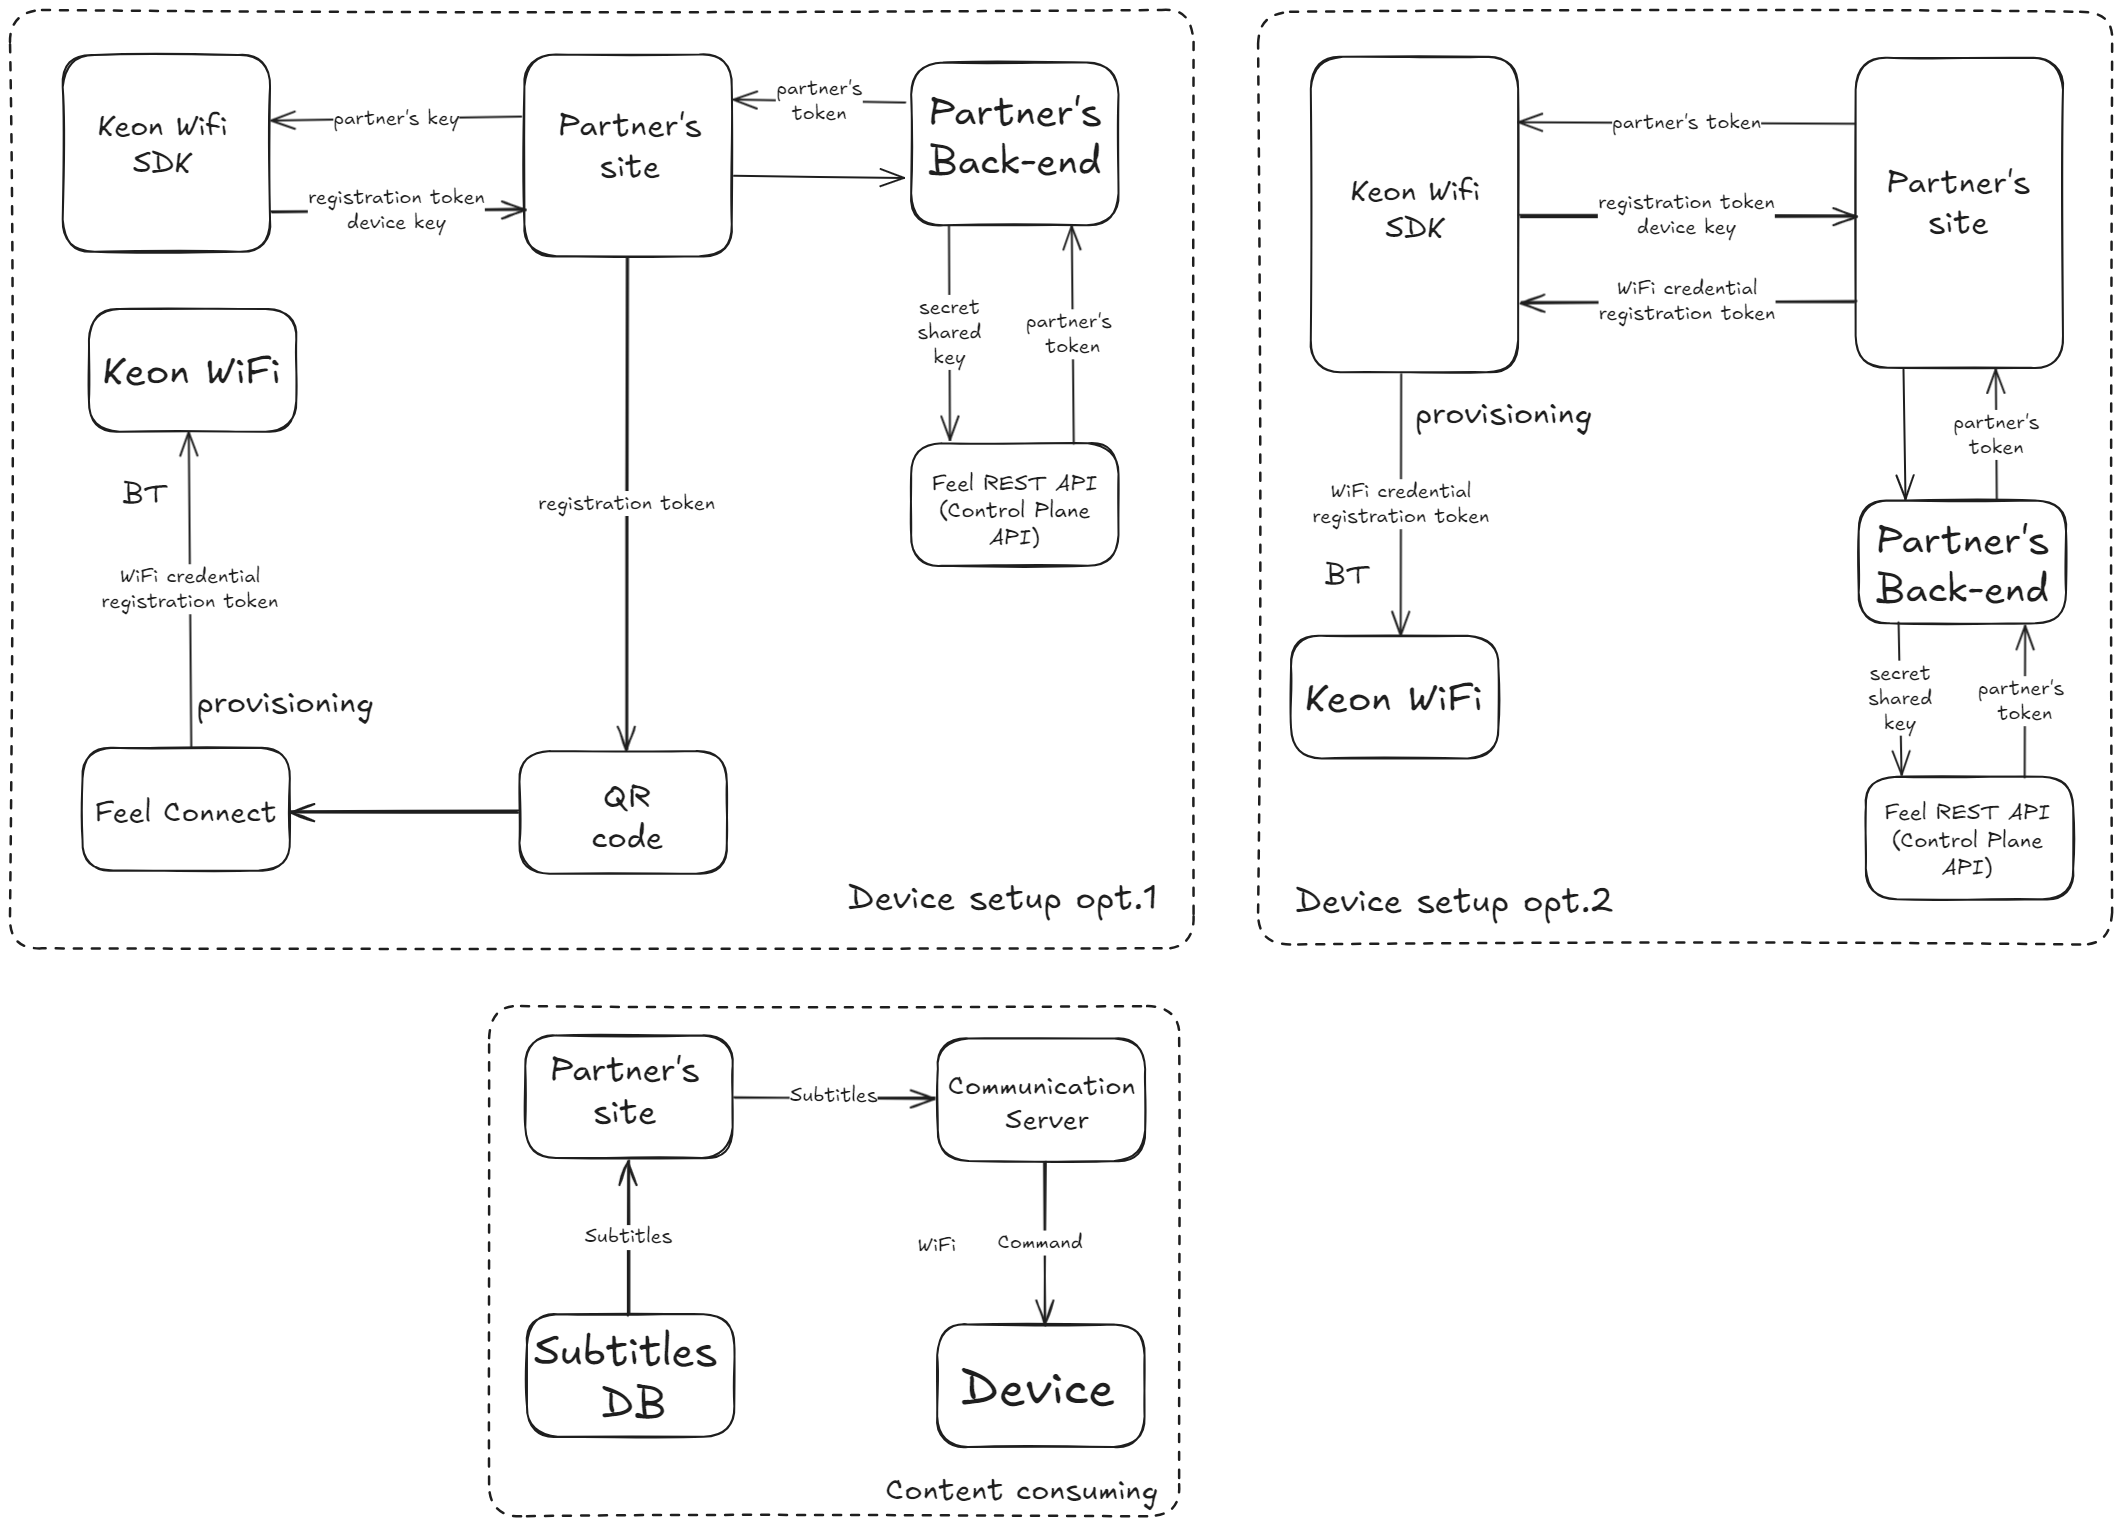 Keon Wifi
SDK
partner's key
registration token
device key
Partner's
site
partner's
token
Partner's
Back-end
secret
shared
key
partner's
token
Feel REST API
(Control Plane
API)
Keon WiFi
BT
WiFi credential
registration token
provisioning
registration token
Feel Connect
QR
code
Device setup opt.1
Keon Wifi
SDK
partner's token
registration token
device key
WiFi credential
registration token
Partner's
site
provisioning
WiFi credential
registration token
BT
Keon WiFi
partner's
token
Partner's
Back-end
secret
shared
key
partner's
token
Feel REST API
(Control Plane
API)
Device setup opt.2
Partner's
site
Subtitles
Communication
Server
Subtitles
WiFi
Command
Subtitles
DB
Device
Content consuming